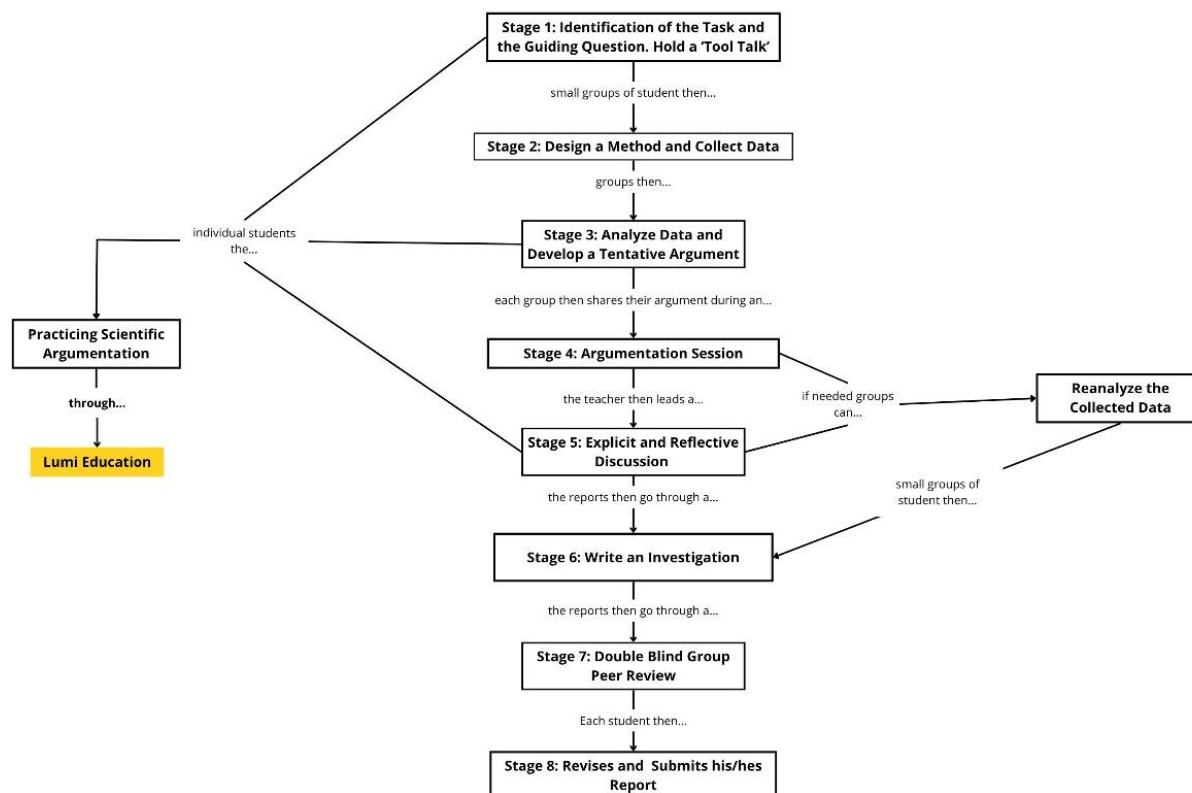 Stage 1: Identification of the Task and
the Guiding Question. Hold a 'Tool Talk'
small groups of student then...
Stage 2: Design a Method and Collect Data
groups then...
individual students
the...
Stage 3: Analyze Data and
Develop a Tentative Argument
each group then shares their argument during an...
Practicing Scientific
Argumentation
Stage 4: Argumentation Session
through...
the teacher then leads a...
if needed groups
can...
Reanalyze the
Collected Data
Lumi Education
Stage 5: Explicit and Reflective
Discussion
the reports then go through a...
small groups of
student then...
Stage 6: Write an Investigation
the reports then go through a...
Stage 7: Double Blind Group
Peer Review
Each student then...
Stage 8: Revises and Submits his/hes
Report